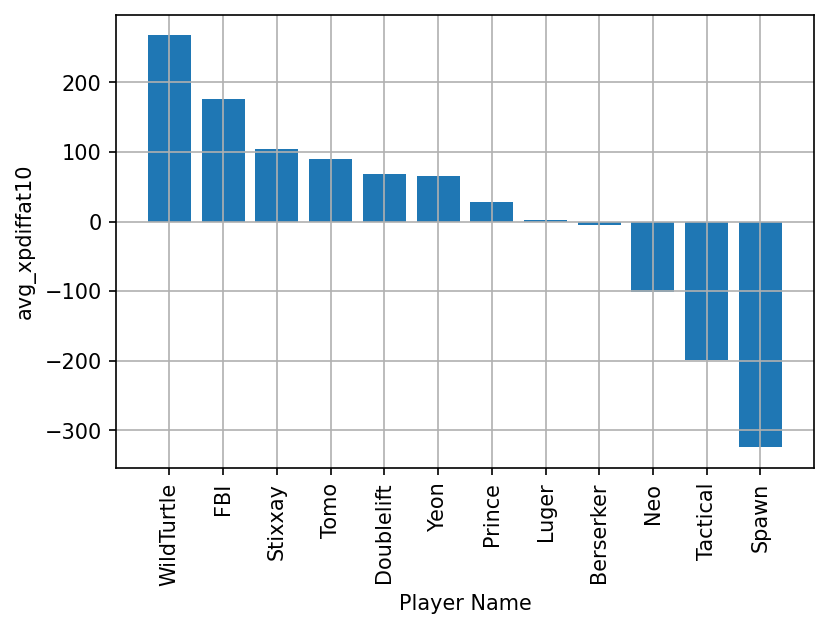 avg_xpdiffat10
200
100
0
−100
−200
−300
WildTurtle
FBI
Stixxay
Tomo
Doublelift
Yeon
Prince
Luger
Berserker
Neo
Tactical
Spawn
Player Name